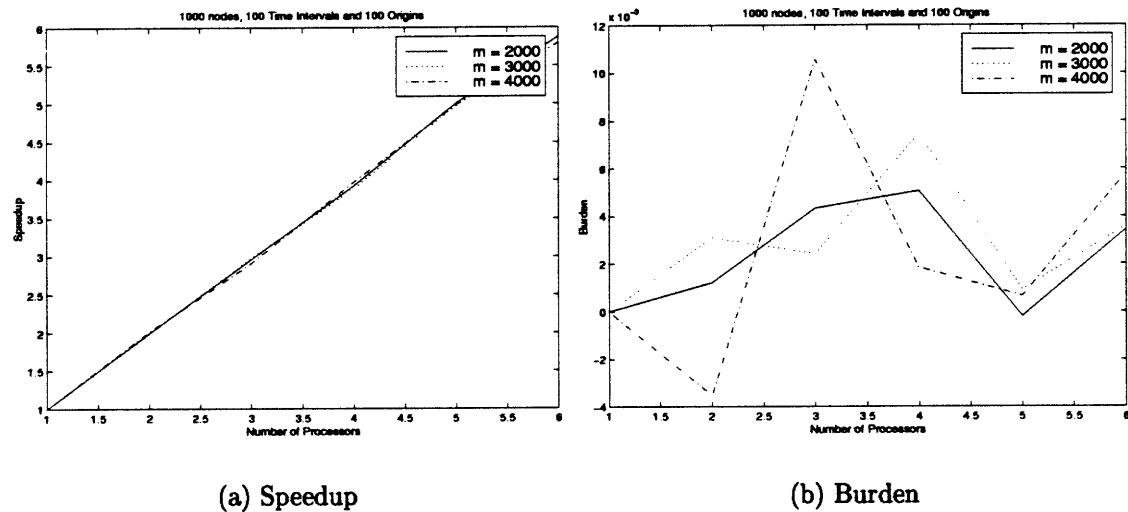 1000 nodes, 100 Time Intervals and 100 Origins
6
5.5
5
4.5
4
3.5
3
2.5
2
1.5
1
Speedup
m = 2000
m = 3000
m = 4000
1 1.5 2 2.5 3 3.5 4 4.5 5 5.5 6
Number of Processors
(a) Speedup
1000 nodes, 100 Time Intervals and 100 Origins
12
10
8
6
4
2
0
−2
−4
Burden
m = 2000
m = 3000
m = 4000
1 1.5 2 2.5 3 3.5 4 4.5 5 5.5 6
Number of Processors
(b) Burden